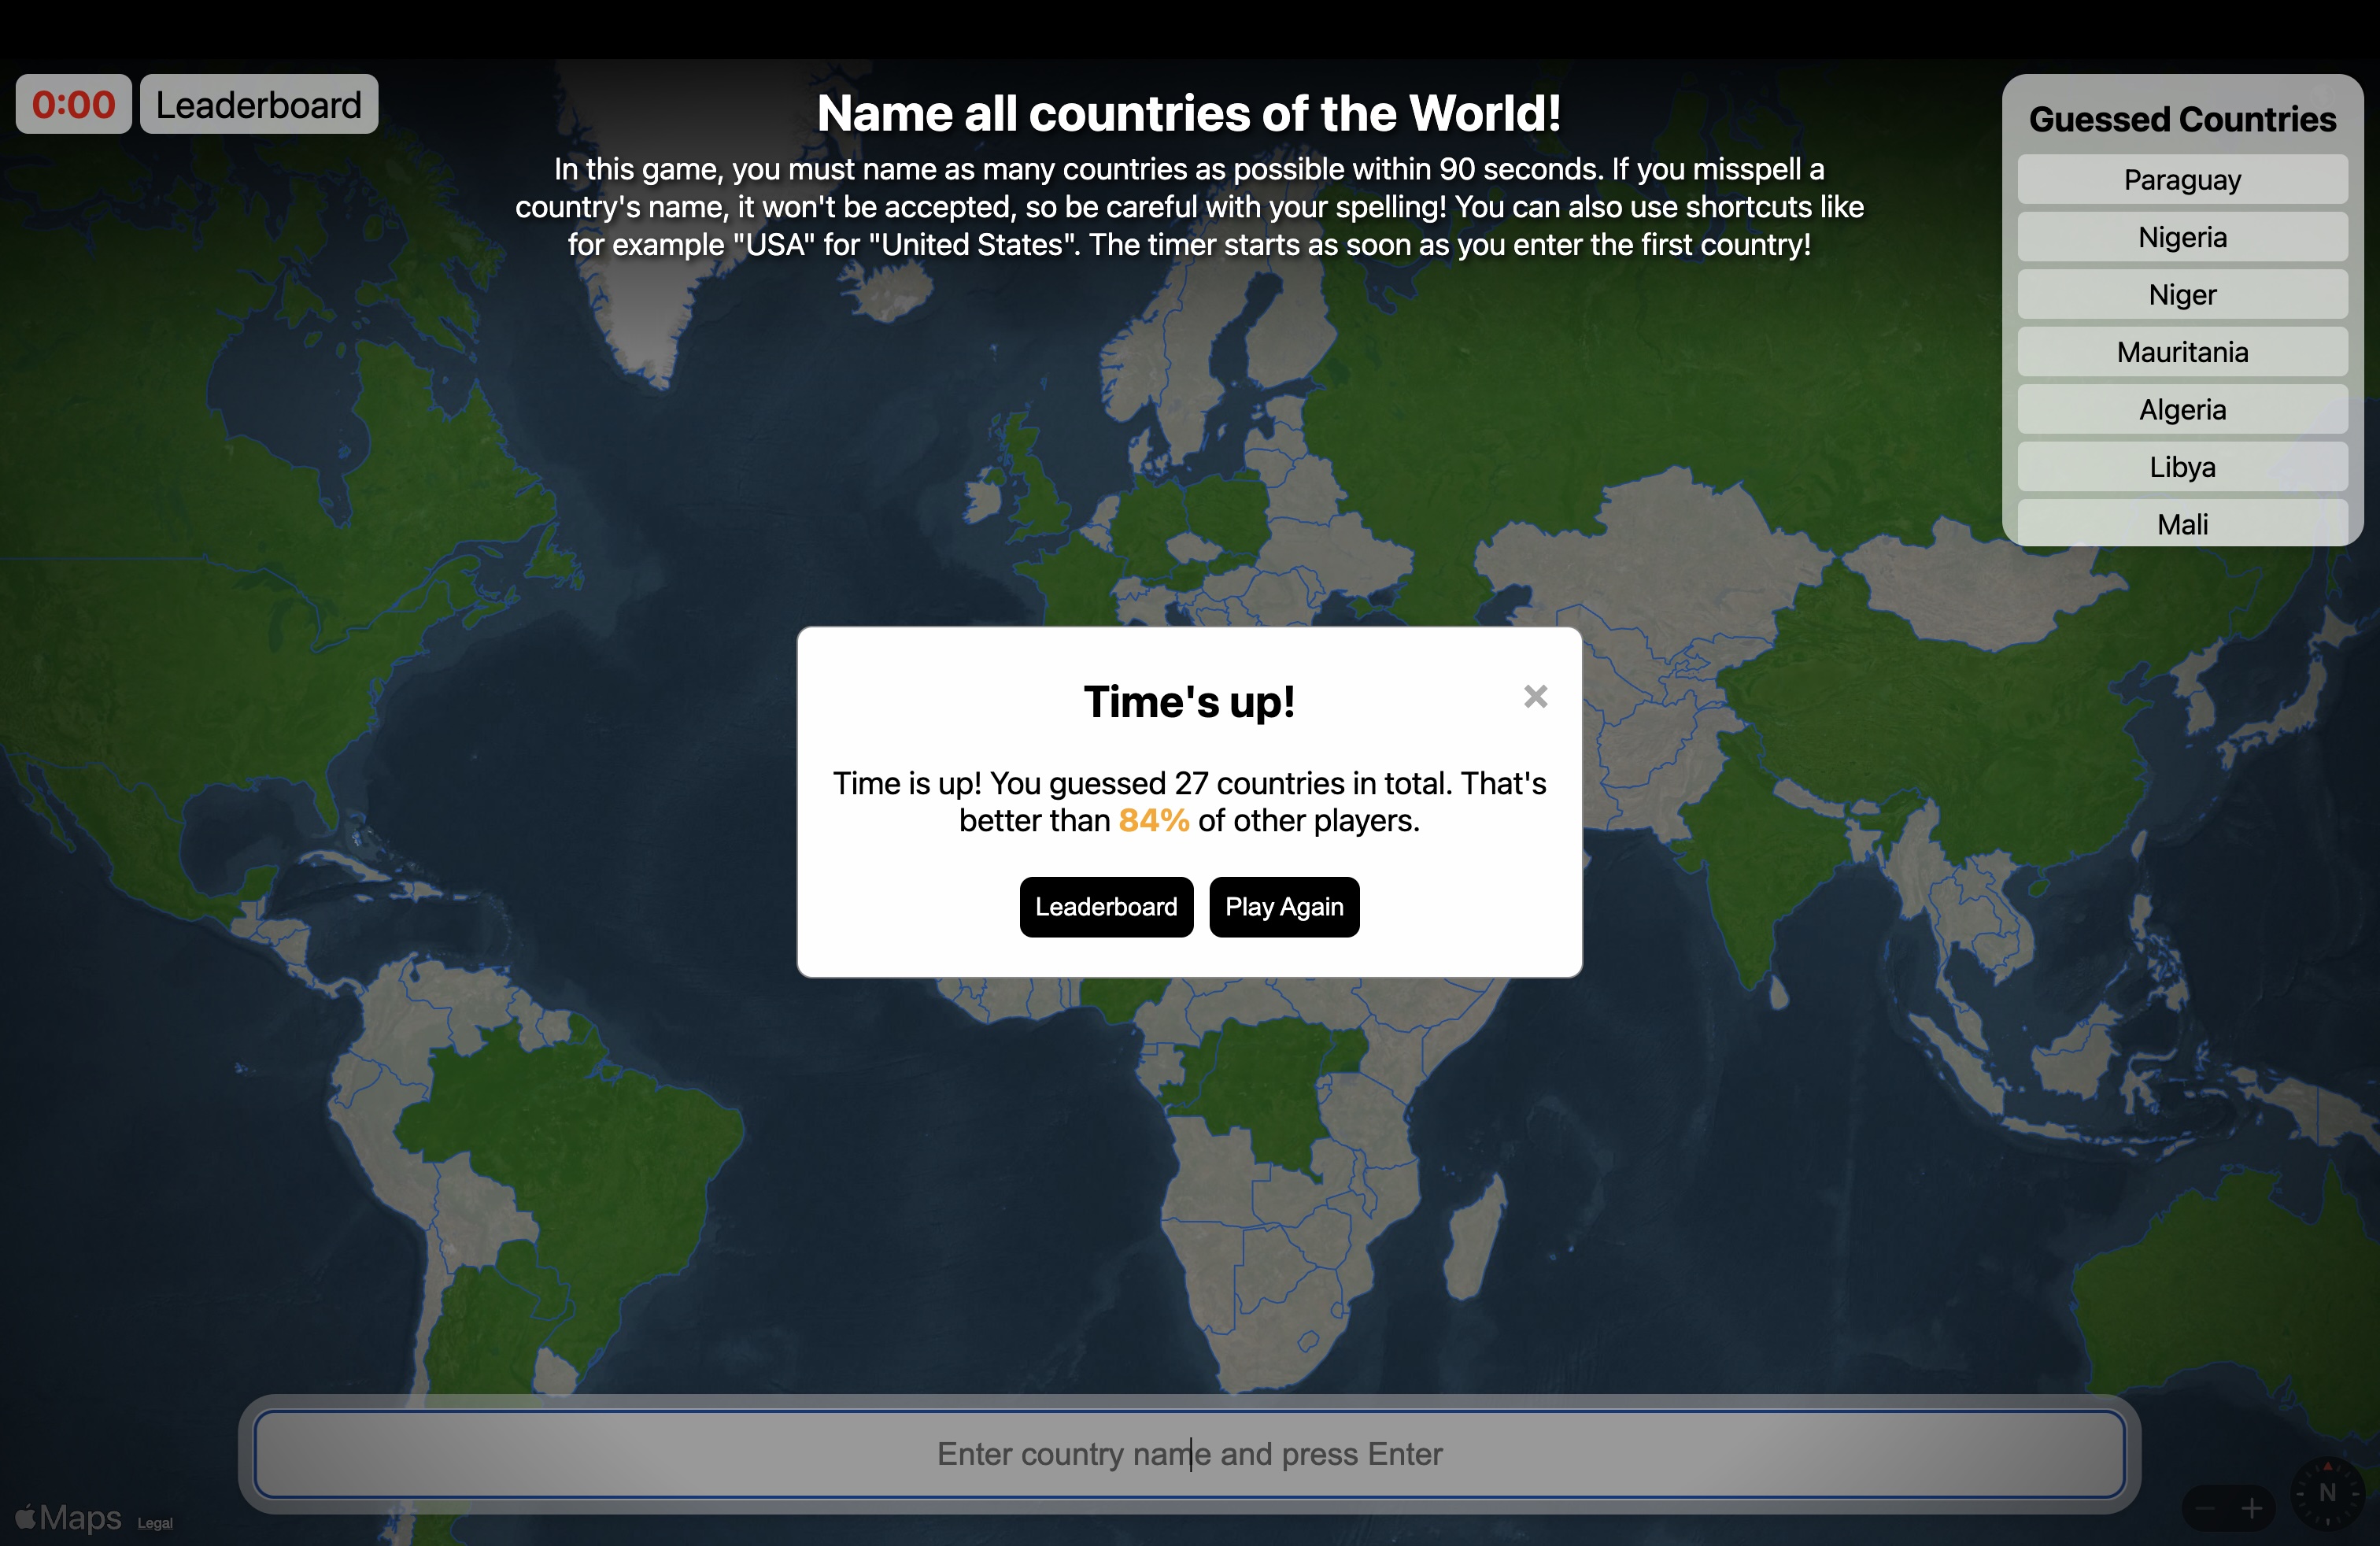 0:00
Leaderboard
Name all countries of the World!
In this game, you must name as many countries as possible within 90 seconds. If you misspell a
country's name, it won't be accepted, so be careful with your spelling! You can also use shortcuts like
for example "USA" for "United States". The timer starts as soon as you enter the first country!
Guessed Countries
Paraguay
Nigeria
Niger
Mauritania
Algeria
Libya
Mali
Time's up!
×
Time is up! You guessed 27 countries in total. That's
better than 84% of other players.
Leaderboard
Play Again
Enter country name and press Enter
Maps
Legal
− +
N